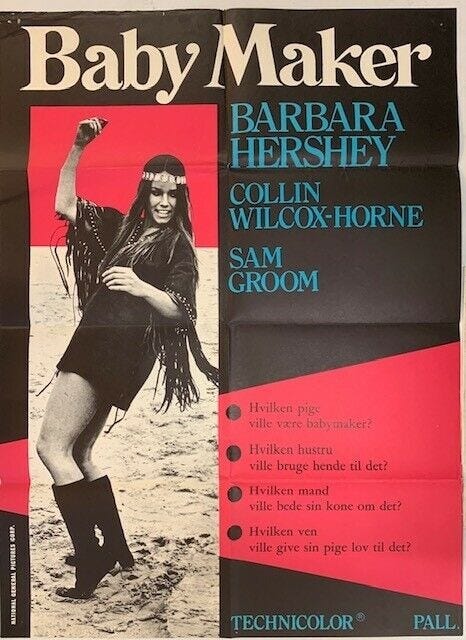 Baby Maker
BARBARA
HERSHEY
COLLIN
WILCOX-HORNE
SAM
GROOM
Hvilken pige
ville være babymaker?
Hvilken hustru
ville bruge hende til det?
Hvilken mand
ville bede sin kone om det?
Hvilken ven
ville give sin pige lov til det?
NATIONAL GENERAL PICTURES CORP.
TECHNICOLOR® PALL.